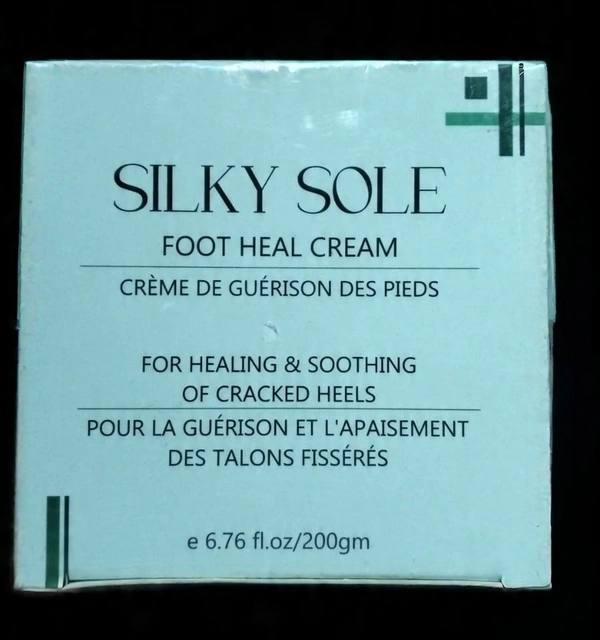 SILKY SOLE
FOOT HEAL CREAM
CRÈME DE GUÉRISON DES PIEDS
FOR HEALING & SOOTHING
OF CRACKED HEELS
POUR LA GUÉRISON ET L'APAISEMENT
DES TALONS FISSÉRÉS
e 6.76 fl.oz/200gm